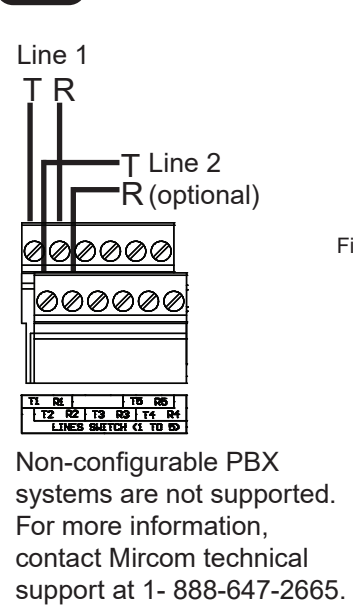 Line 1
T R
T Line 2
R (optional)
Fi
T1 R1 T5 R5
T2 R2 T3 R3 T4 R4
LINES SWITCH (1 TO 5)
Non-configurable PBX
systems are not supported.
For more information,
contact Mircom technical
support at 1- 888-647-2665.